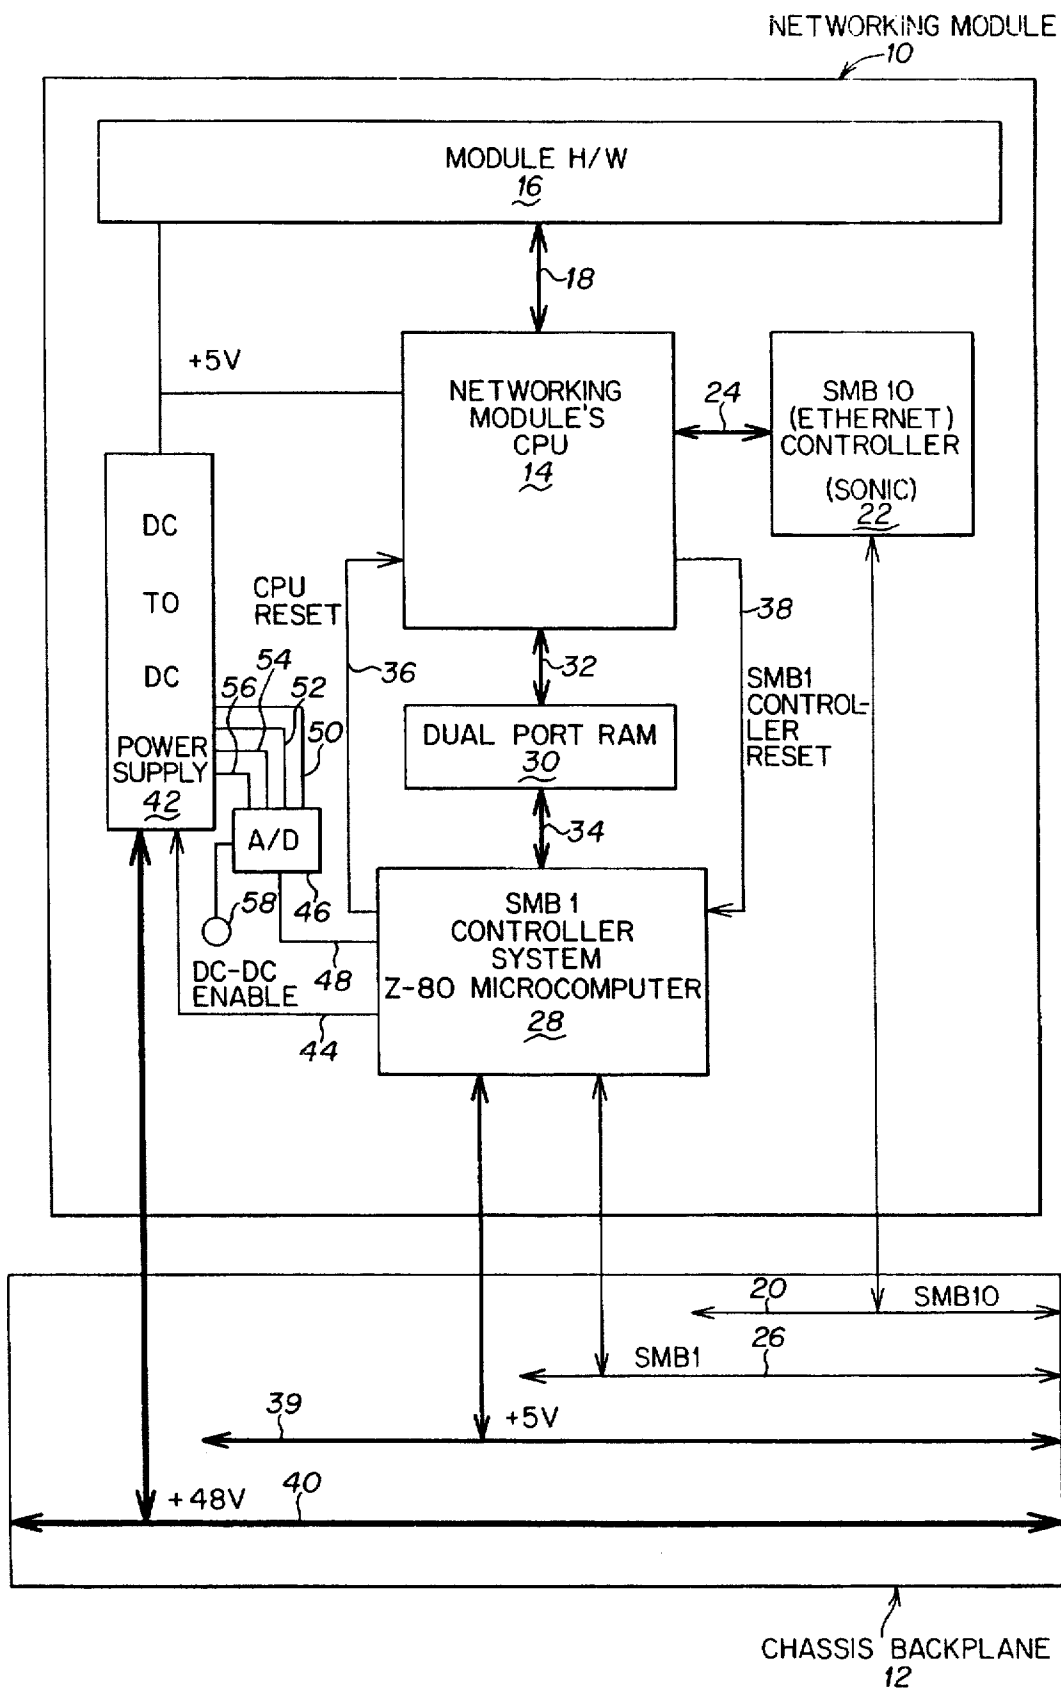 NETWORKING MODULE
10
MODULE H/W
16
18
+5V
NETWORKING
MODULE'S
CPU
14
24
SMB 10
(ETHERNET)
CONTROLLER
(SONIC)
22
DC
TO
DC
POWER
SUPPLY
42
CPU
RESET
36
38
SMB1
CONTROL-
LER
RESET
32
54
56
52
50
DUAL PORT RAM
30
34
A/D
46
58
SMB 1
CONTROLLER
SYSTEM
Z-80 MICROCOMPUTER
28
48
DC-DC
ENABLE
44
20
SMB10
SMB1
26
39
+5V
+48V
40
CHASSIS BACKPLANE
12